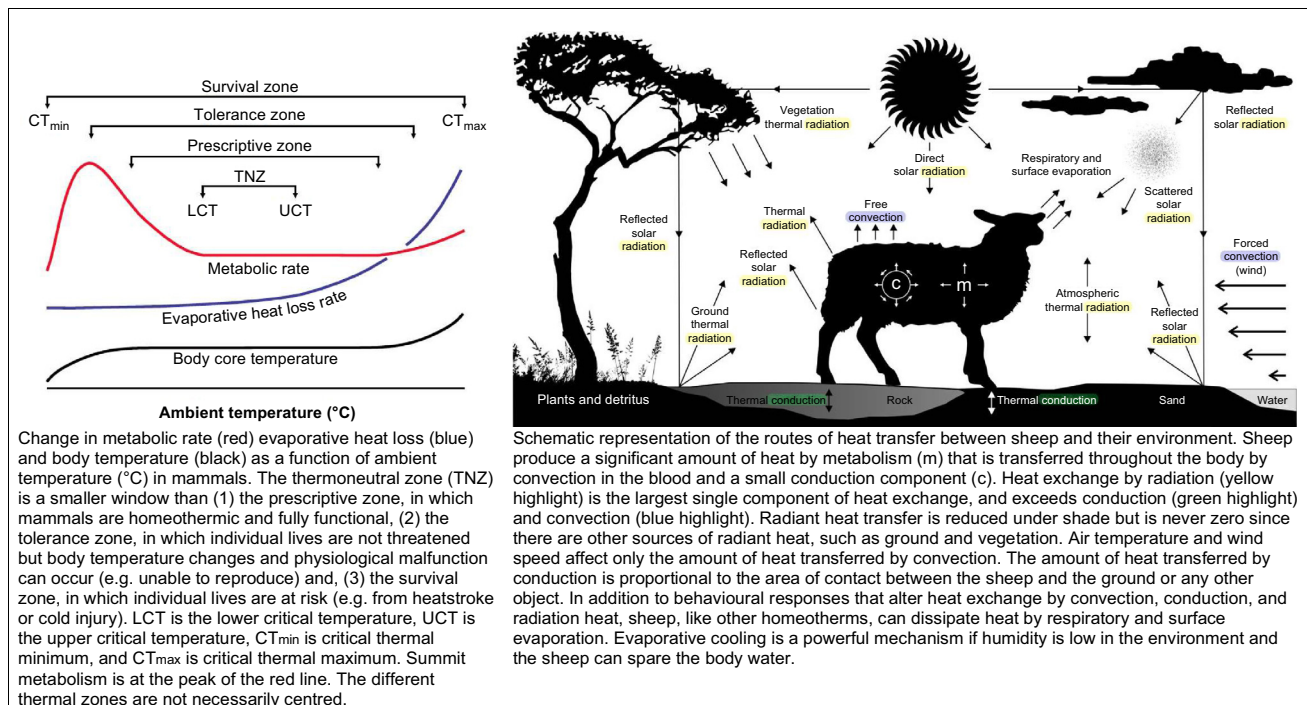 Survival zone
CTmin
CTmax
Tolerance zone
Prescriptive zone
TNZ
LCT
UCT
Metabolic rate
Evaporative heat loss rate
Body core temperature
Ambient temperature (°C)
Change in metabolic rate (red) evaporative heat loss (blue)
and body temperature (black) as a function of ambient
temperature (°C) in mammals. The thermoneutral zone (TNZ)
is a smaller window than (1) the prescriptive zone, in which
mammals are homeothermic and fully functional, (2) the
tolerance zone, in which individual lives are not threatened
but body temperature changes and physiological malfunction
can occur (e.g. unable to reproduce) and, (3) the survival
zone, in which individual lives are at risk (e.g. from heatstroke
or cold injury). LCT is the lower critical temperature, UCT is
the upper critical temperature, CTmin is critical thermal
minimum, and CTmax is critical thermal maximum. Summit
metabolism is at the peak of the red line. The different
thermal zones are not necessarily centred.
Vegetation
thermal radiation
Reflected
solar radiation
Direct
solar radiation
Respiratory and
surface evaporation
Scattered
solar
radiation
Reflected
solar
radiation
Thermal
radiation
Free
convection
Forced
convection
(wind)
Reflected
solar
radiation
c
m
Atmospheric
thermal radiation
Ground
thermal
radiation
Reflected
solar
radiation
Plants and detritus
Thermal conduction
Rock
Thermal conduction
Sand
Water
Schematic representation of the routes of heat transfer between sheep and their environment. Sheep
produce a significant amount of heat by metabolism (m) that is transferred throughout the body by
convection in the blood and a small conduction component (c). Heat exchange by radiation (yellow
highlight) is the largest single component of heat exchange, and exceeds conduction (green highlight)
and convection (blue highlight). Radiant heat transfer is reduced under shade but is never zero since
there are other sources of radiant heat, such as ground and vegetation. Air temperature and wind
speed affect only the amount of heat transferred by convection. The amount of heat transferred by
conduction is proportional to the area of contact between the sheep and the ground or any other
object. In addition to behavioural responses that alter heat exchange by convection, conduction, and
radiation heat, sheep, like other homeotherms, can dissipate heat by respiratory and surface
evaporation. Evaporative cooling is a powerful mechanism if humidity is low in the environment and
the sheep can spare the body water.